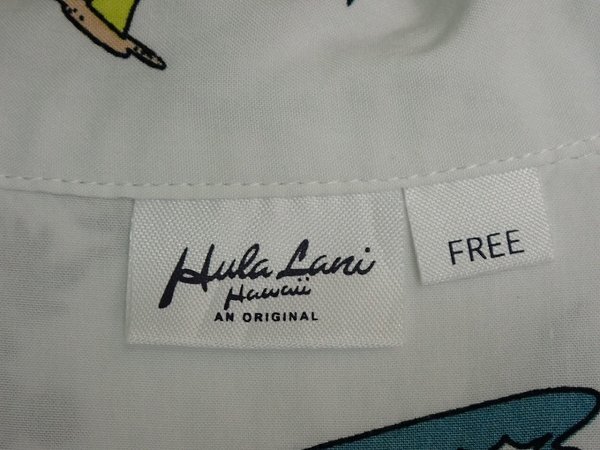 Hula Lani
Hawaii
AN ORIGINAL
FREE